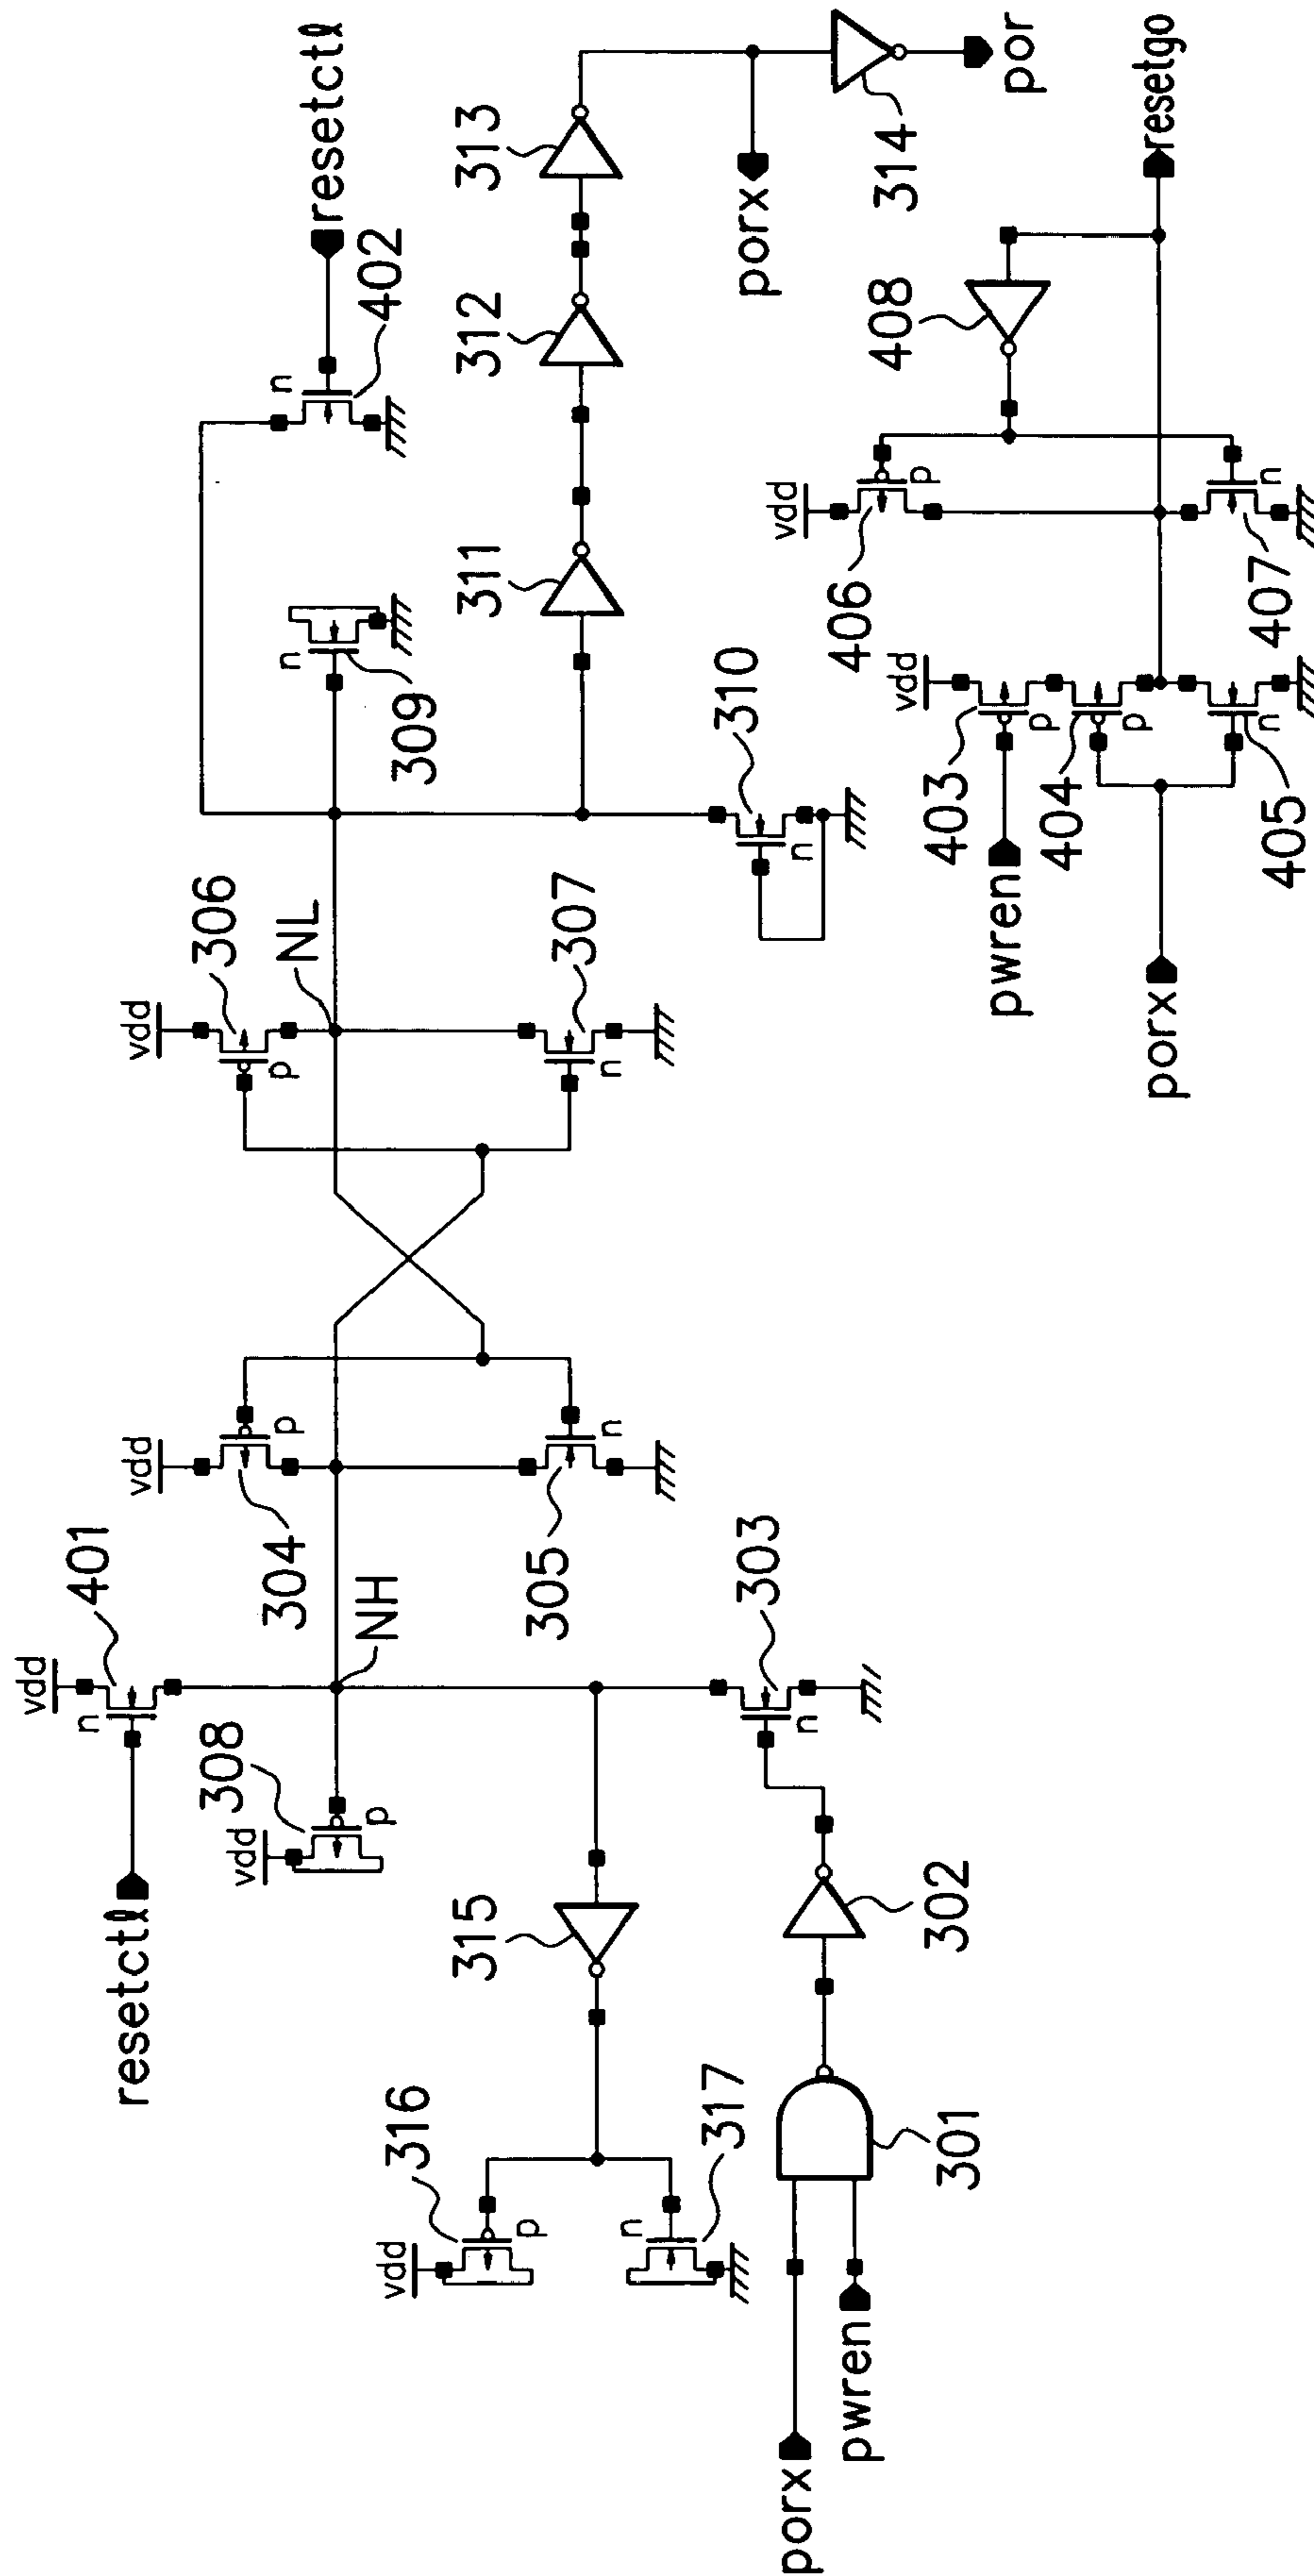 resetctℓ
vdd
n
401
vdd
308
p
NH
vdd
p
304
n
305
n
303
315
302
vdd
316
p
n
317
301
porx
pwren
vdd
306
p
NL
n
307
n
309
n
310
n
402
resetctℓ
311
312
313
porx
314
por
vdd
403
p
404
p
n
405
pwren
porx
vdd
406
p
n
407
408
resetgo